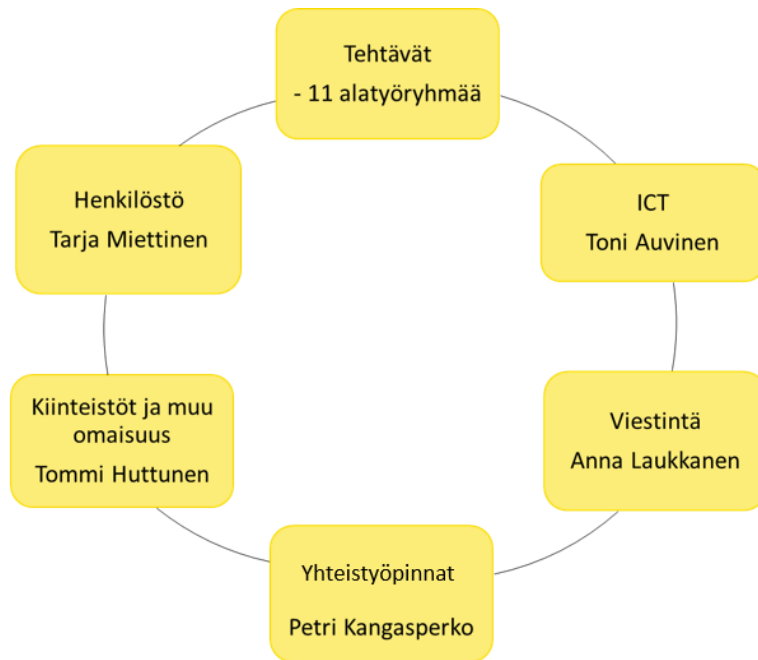 Tehtävät
- 11 alatyöryhmää
ICT
Toni Auvinen
Viestintä
Anna Laukkanen
Yhteistyöpinnat
Petri Kangasperko
Kiinteistöt ja muu
omaisuus
Tommi Huttunen
Henkilöstö
Tarja Miettinen